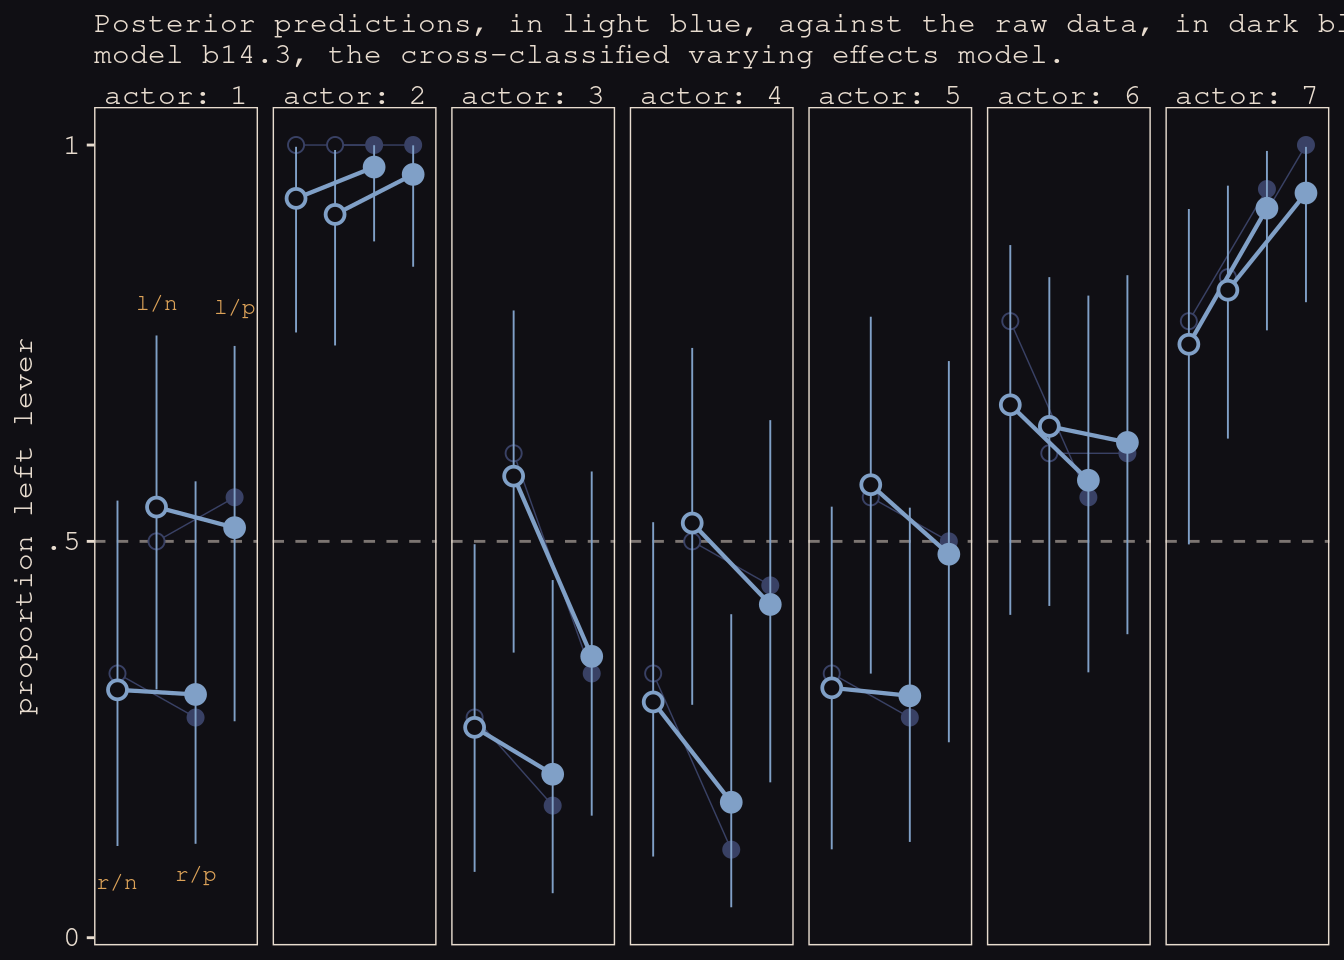 Posterior predictions, in light blue, against the raw data, in dark
model b14.3, the cross-classified varying effects model.
actor: 1 actor: 2 actor: 3 actor: 4 actor: 5 actor: 6 actor: 7
1
l/n l/p
proportion left lever
.5
r/n r/p
0